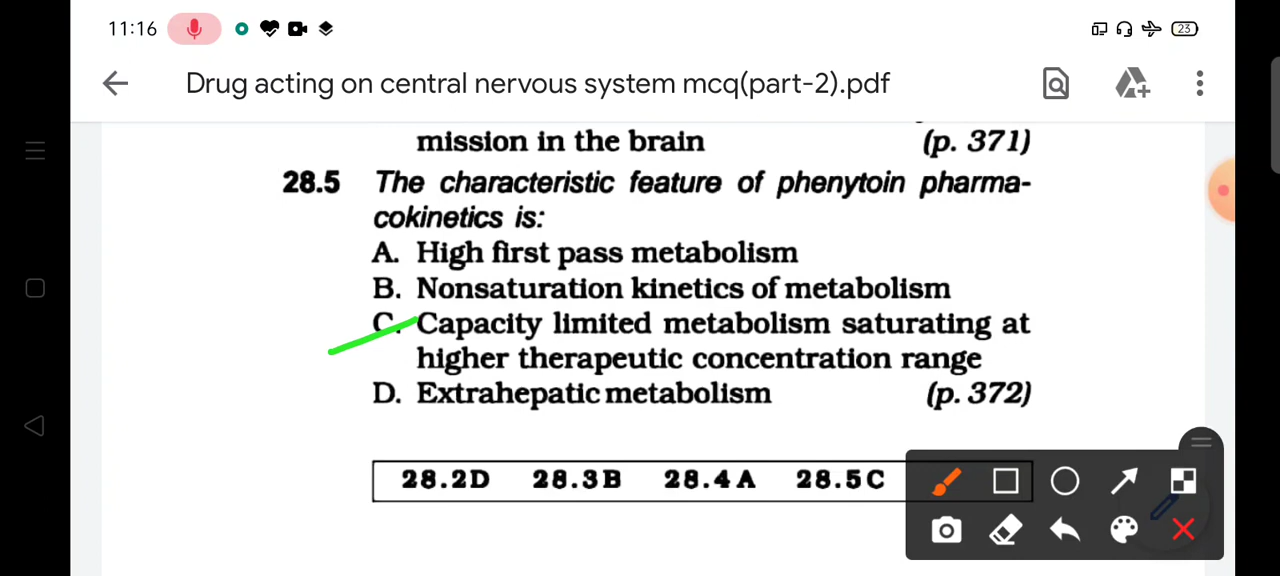 11:16
23
Drug acting on central nervous system mcq(part-2).pdf
mission in the brain (p. 371)
28.5 The characteristic feature of phenytoin pharma-
cokinetics is:
A. High first pass metabolism
B. Nonsaturation kinetics of metabolism
C. Capacity limited metabolism saturating at
higher therapeutic concentration range
D. Extrahepatic metabolism (p. 372)
28.2D 28.3B 28.4A 28.5C